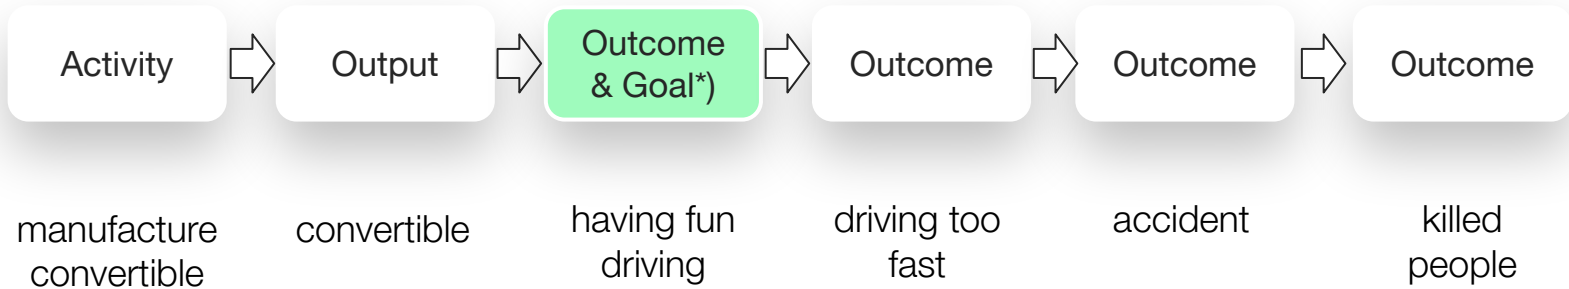 Activity
Output
Outcome
& Goal*)
Outcome
Outcome
Outcome
manufacture
convertible
convertible
having fun
driving
driving too
fast
accident
killed
people